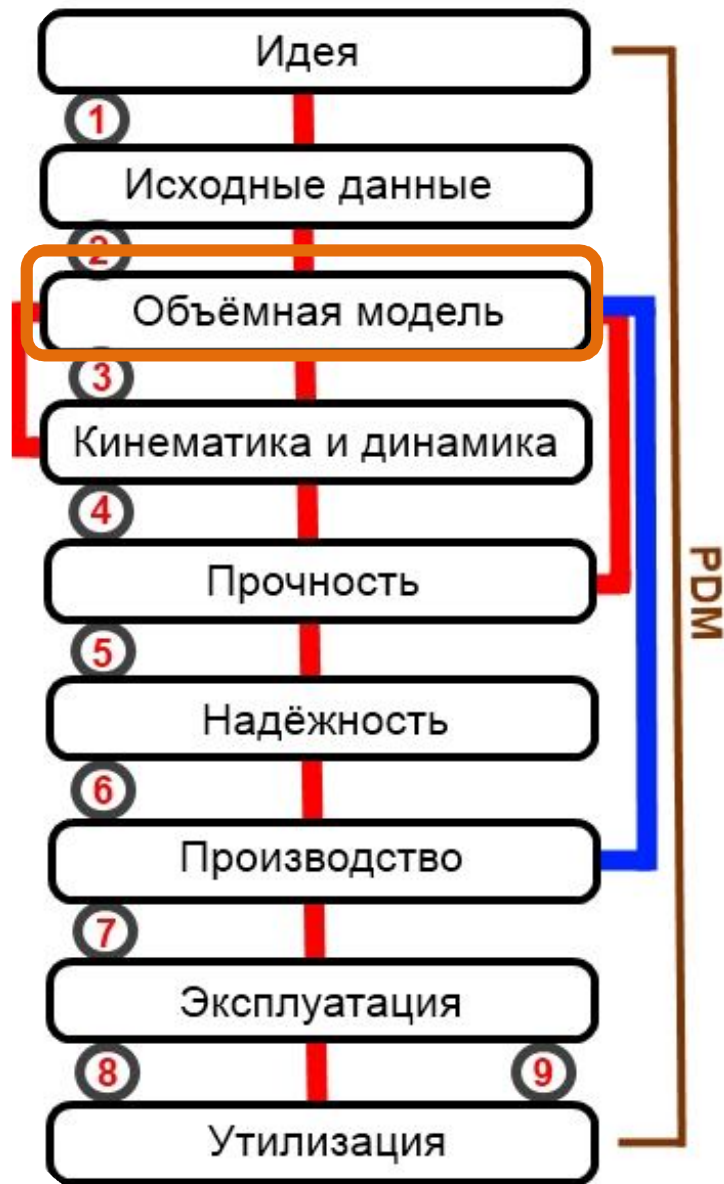 Идея
1
Исходные данные
2
Объёмная модель
3
Кинематика и динамика
4
Прочность
PDM
5
Надёжность
6
Производство
7
Эксплуатация
8
9
Утилизация